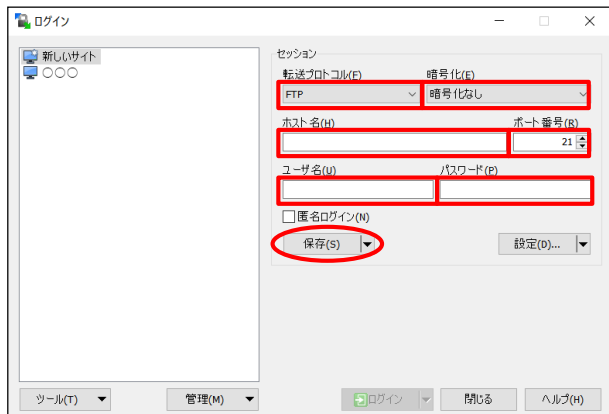 ログイン
新しいサイト
〇〇〇
セッション
転送プロトコル(F) 暗号化(E)
FTP 暗号化なし
ホスト名(H) ポート番号(R)
21
ユーザ名(U) パスワード(P)
匿名ログイン(N)
保存(S) 設定(D)...
ツール(T) 管理(M) ログイン 閉じる ヘルプ(H)